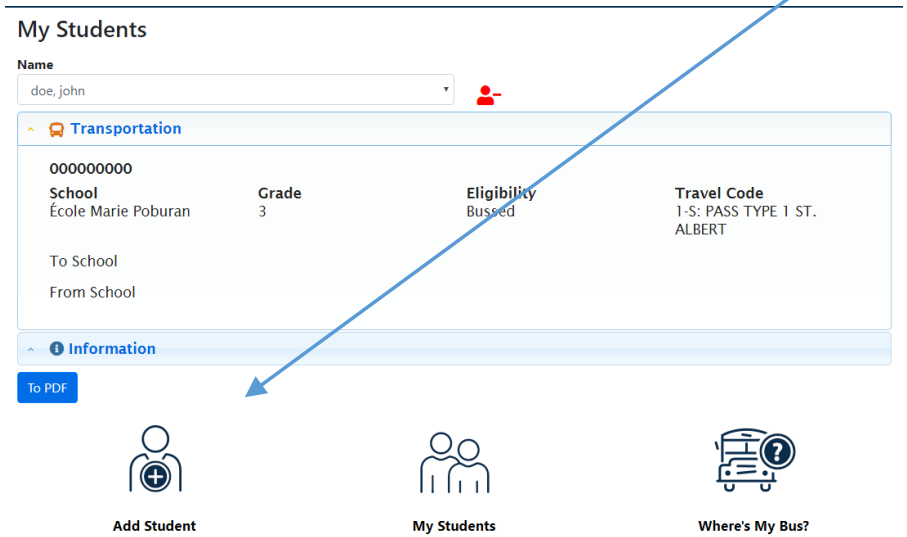 My Students
Name
doe, john
Transportation
000000000
School Grade Eligibility Travel Code
École Marie Poburan 3 Bussed 1-S: PASS TYPE 1 ST.
ALBERT
To School
From School
Information
To PDF
Add Student My Students Where's My Bus?